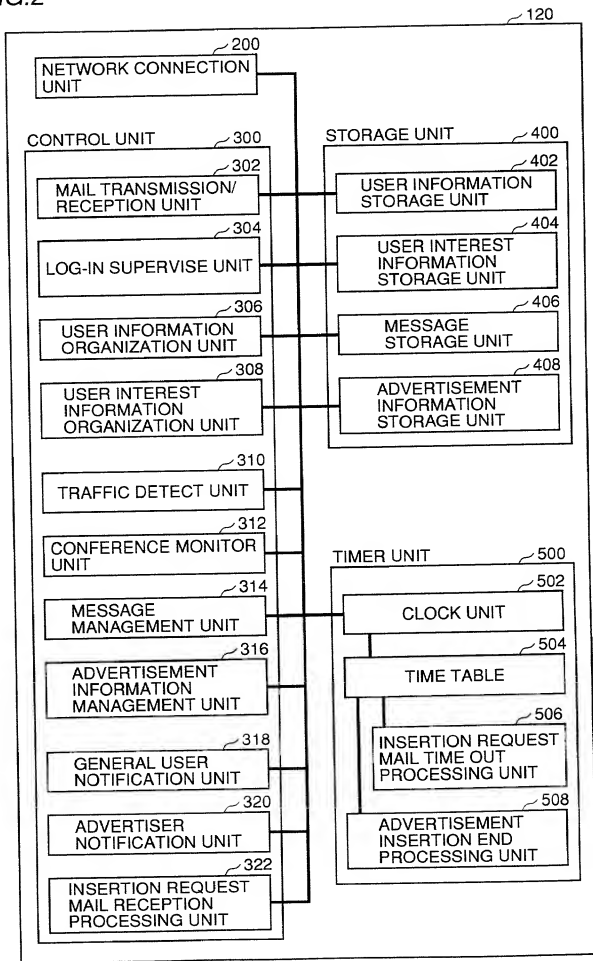 FIG.2
120
200
NETWORK CONNECTION
UNIT
CONTROL UNIT
300
302
MAIL TRANSMISSION/
RECEPTION UNIT
304
LOG-IN SUPERVISE UNIT
306
USER INFORMATION
ORGANIZATION UNIT
308
USER INTEREST
INFORMATION
ORGANIZATION UNIT
310
TRAFFIC DETECT UNIT
312
CONFERENCE MONITOR
UNIT
314
MESSAGE
MANAGEMENT UNIT
316
ADVERTISEMENT
INFORMATION
MANAGEMENT UNIT
318
GENERAL USER
NOTIFICATION UNIT
320
ADVERTISER
NOTIFICATION UNIT
322
INSERTION REQUEST
MAIL RECEPTION
PROCESSING UNIT
STORAGE UNIT
400
402
USER INFORMATION
STORAGE UNIT
404
USER INTEREST
INFORMATION
STORAGE UNIT
406
MESSAGE
STORAGE UNIT
408
ADVERTISEMENT
INFORMATION
STORAGE UNIT
TIMER UNIT
500
502
CLOCK UNIT
504
TIME TABLE
506
INSERTION REQUEST
MAIL TIME OUT
PROCESSING UNIT
508
ADVERTISEMENT
INSERTION END
PROCESSING UNIT